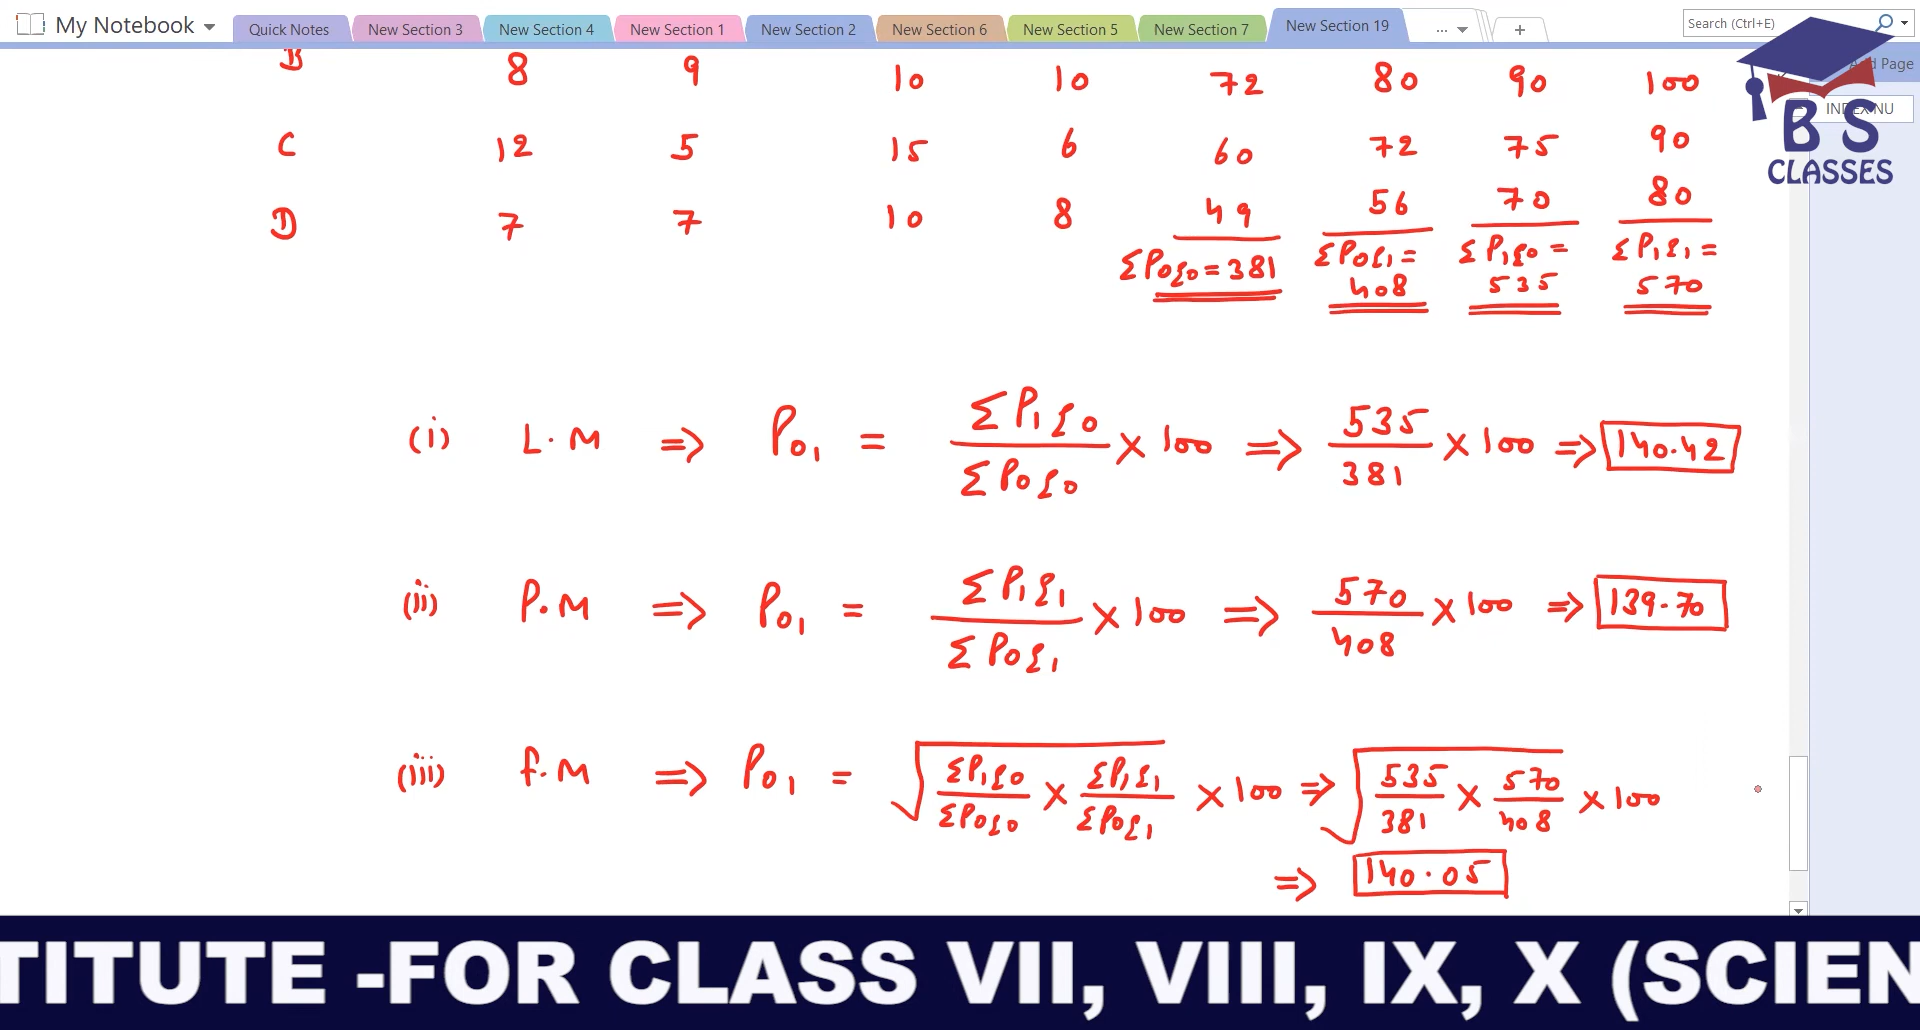 My Notebook Quick Notes New Section 3 New Section 4 New Section 1 New Section 2 New Section 6 New Section 5 New Section 7 New Section 19 ... + Search (Ctrl+E)
d Page
INDEX NU
B S
CLASSES
B 8 9 10 10 72 80 90 100
C 12 5 15 6 60 72 75 90
D 7 7 10 8 49 56 70 80
ΣP0q0 = 381 ΣP0q1 = 408 ΣP1q0 = 535 ΣP1q1 = 570
(i) L.M ⇒ P01 = ΣP1q0 / ΣP0q0 × 100 ⇒ 535 / 381 × 100 ⇒ 140.42
(ii) P.M ⇒ P01 = ΣP1q1 / ΣP0q1 × 100 ⇒ 570 / 408 × 100 ⇒ 139.70
(iii) f.M ⇒ P01 = √(ΣP1q0 / ΣP0q0 × ΣP1q1 / ΣP0q1) × 100 ⇒ √(535 / 381 × 570 / 408) × 100
⇒ 140.05
TITUTE -FOR CLASS VII, VIII, IX, X (SCIEN